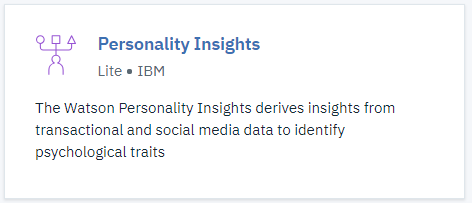 Personality Insights
Lite • IBM
The Watson Personality Insights derives insights from
transactional and social media data to identify
psychological traits